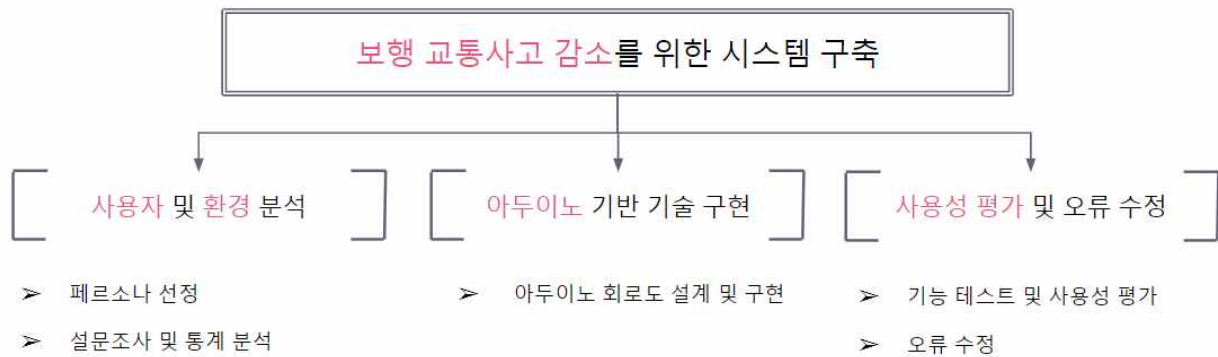 보행 교통사고 감소를 위한 시스템 구축
사용자 및 환경 분석
➢ 페르소나 선정
➢ 설문조사 및 통계 분석
아두이노 기반 기술 구현
➢ 아두이노 회로도 설계 및 구현
사용성 평가 및 오류 수정
➢ 기능 테스트 및 사용성 평가
➢ 오류 수정